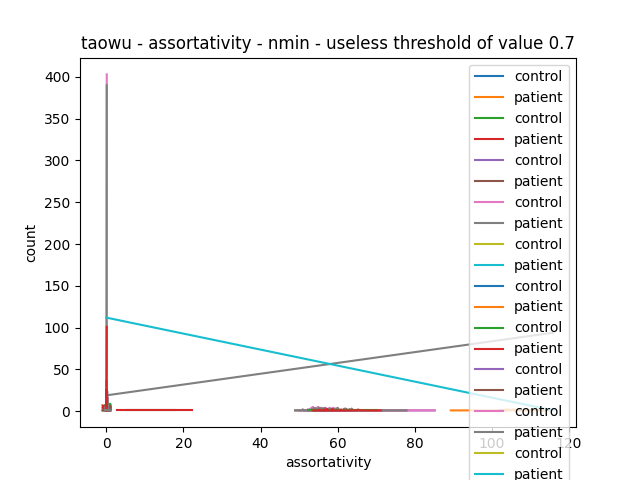 taowu - assortativity - nmin - useless threshold of value 0.7
count
400
350
300
250
200
150
100
50
0
0
20
40
60
80
100
120
assortativity
control
patient
control
patient
control
patient
control
patient
control
patient
control
patient
control
patient
control
patient
control
patient
control
patient